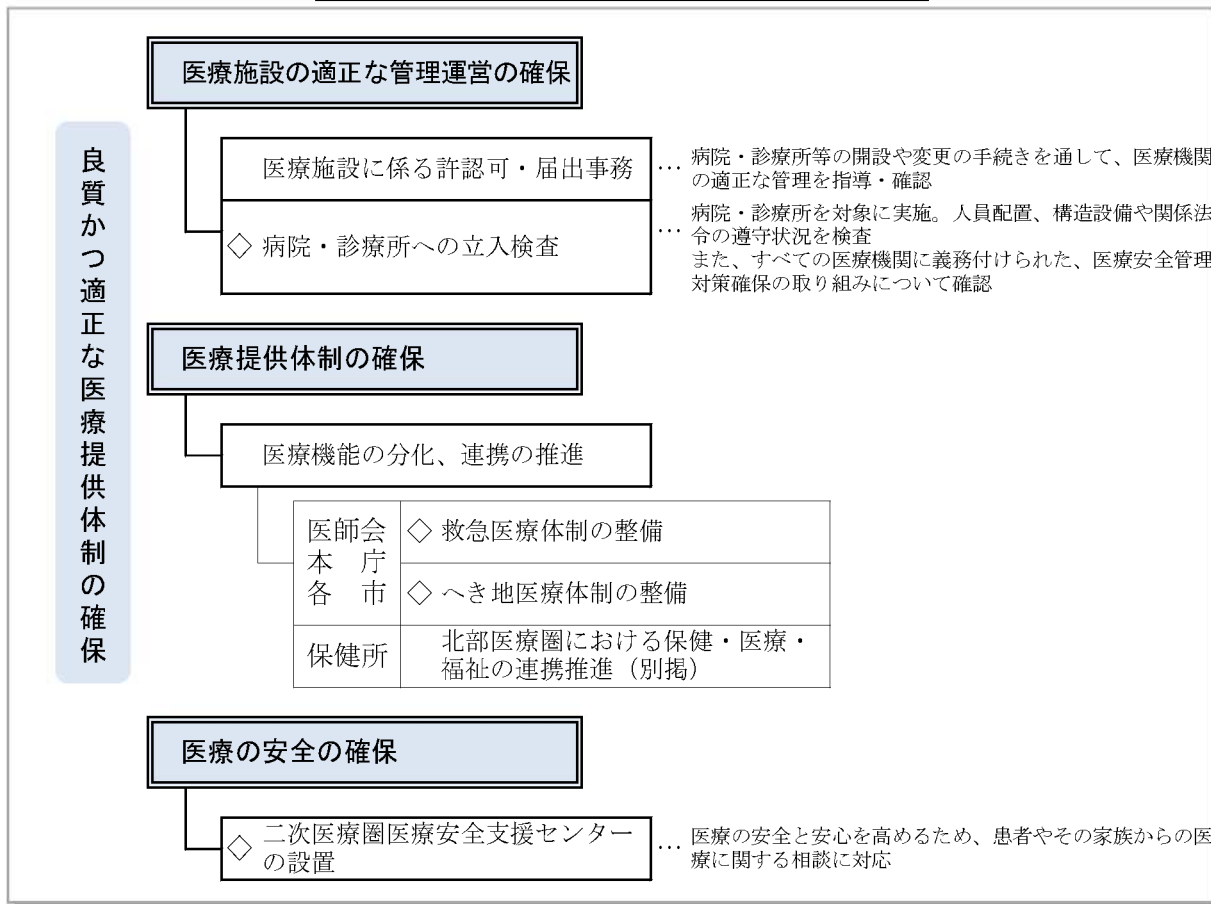 良質かつ適正な医療提供体制の確保
医療施設の適正な管理運営の確保
医療施設に係る許認可・届出事務
… 病院・診療所等の開設や変更の手続きを通して、医療機関
の適正な管理を指導・確認
◇ 病院・診療所への立入検査
… 病院・診療所を対象に実施。人員配置、構造設備や関係法
令の遵守状況を検査
また、すべての医療機関に義務付けられた、医療安全管理
対策確保の取り組みについて確認
医療提供体制の確保
医療機能の分化、連携の推進
医師会
本 庁
各 市
◇ 救急医療体制の整備
◇ へき地医療体制の整備
保健所
北部医療圏における保健・医療・
福祉の連携推進（別掲）
医療の安全の確保
◇ 二次医療圏医療安全支援センター
の設置
… 医療の安全と安心を高めるため、患者やその家族からの医
療に関する相談に対応